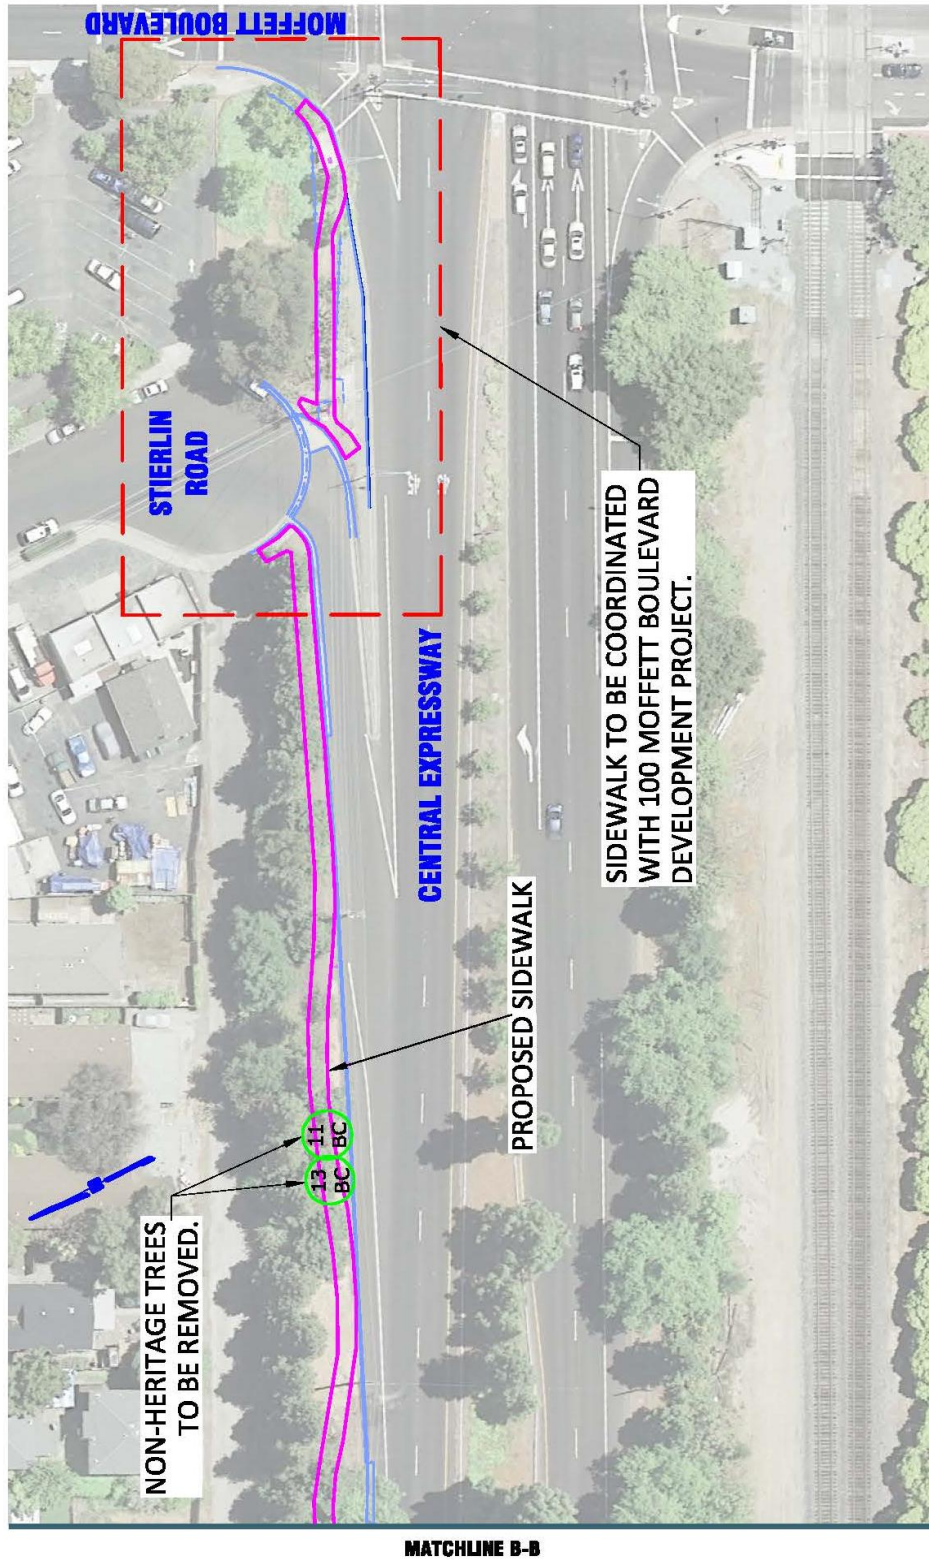 MOFFETT BOULEVARD
STIERLIN
ROAD
CENTRAL EXPRESSWAY
SIDEWALK TO BE COORDINATED
WITH 100 MOFFETT BOULEVARD
DEVELOPMENT PROJECT.
PROPOSED SIDEWALK
NON-HERITAGE TREES
TO BE REMOVED.
13
BC
11
BC
MATCHLINE B-B